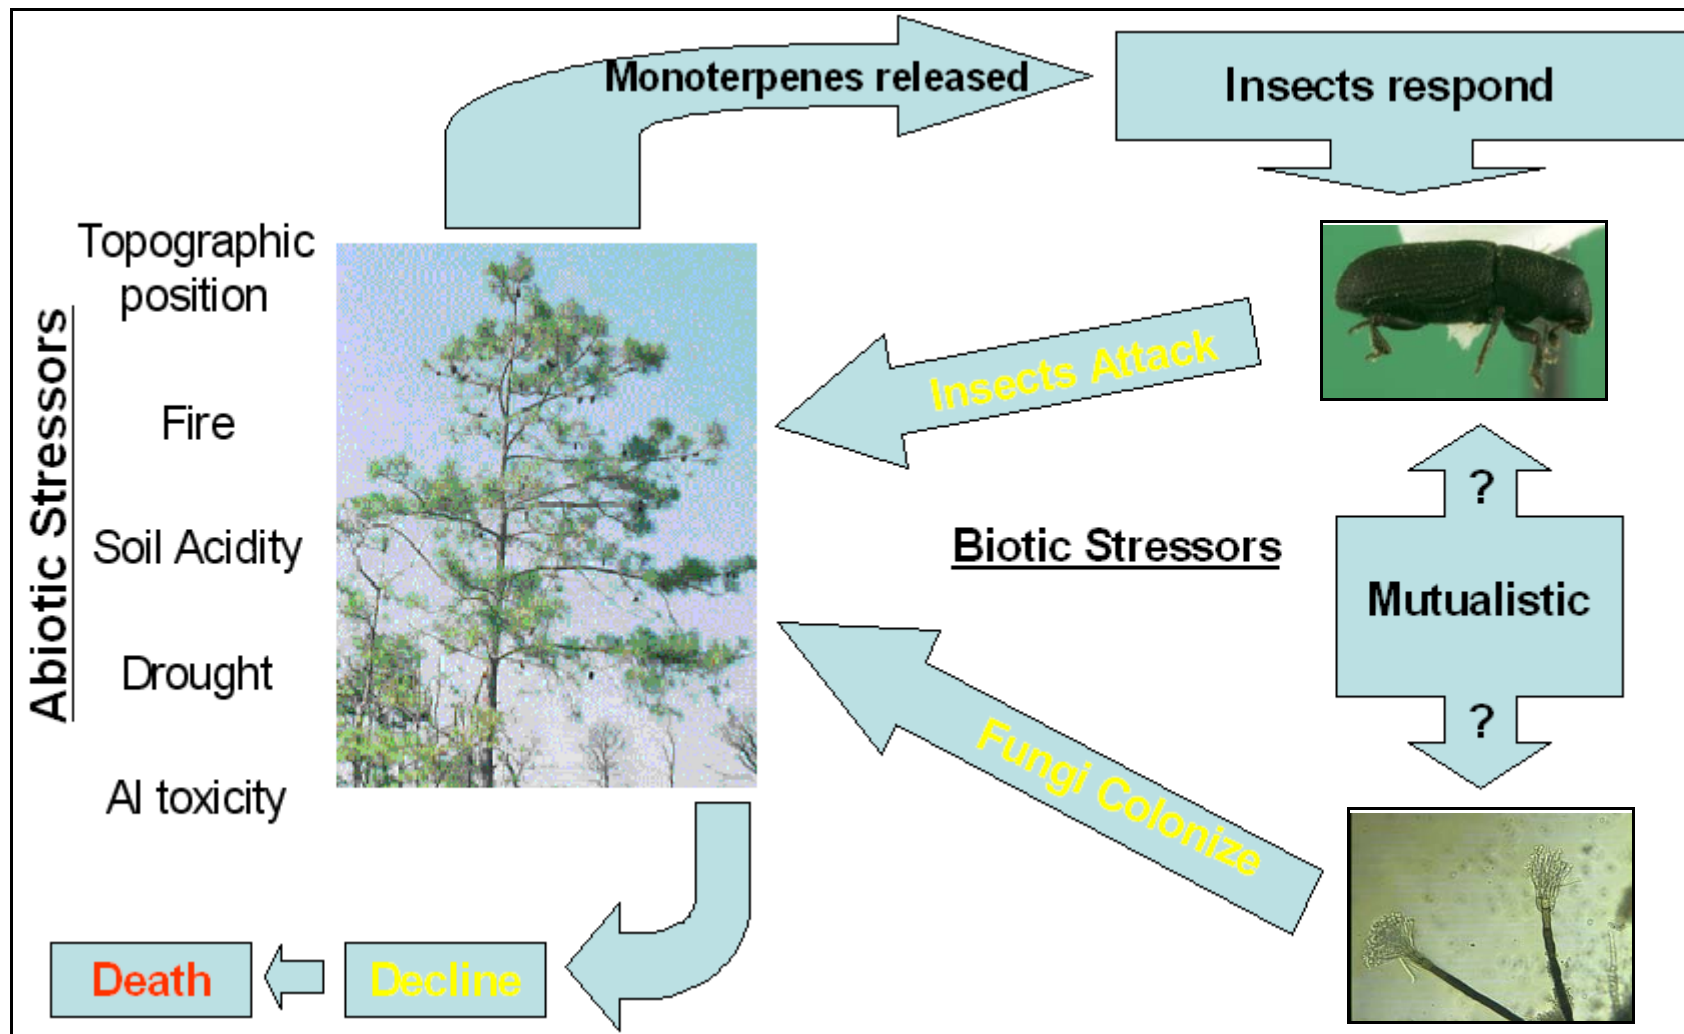 Monoterpenes released
Insects respond
Topographic
position
Abiotic Stressors
Fire
Soil Acidity
Drought
Al toxicity
Insects Attack
Biotic Stressors
?
Mutualistic
?
Fungi Colonize
Decline
Death